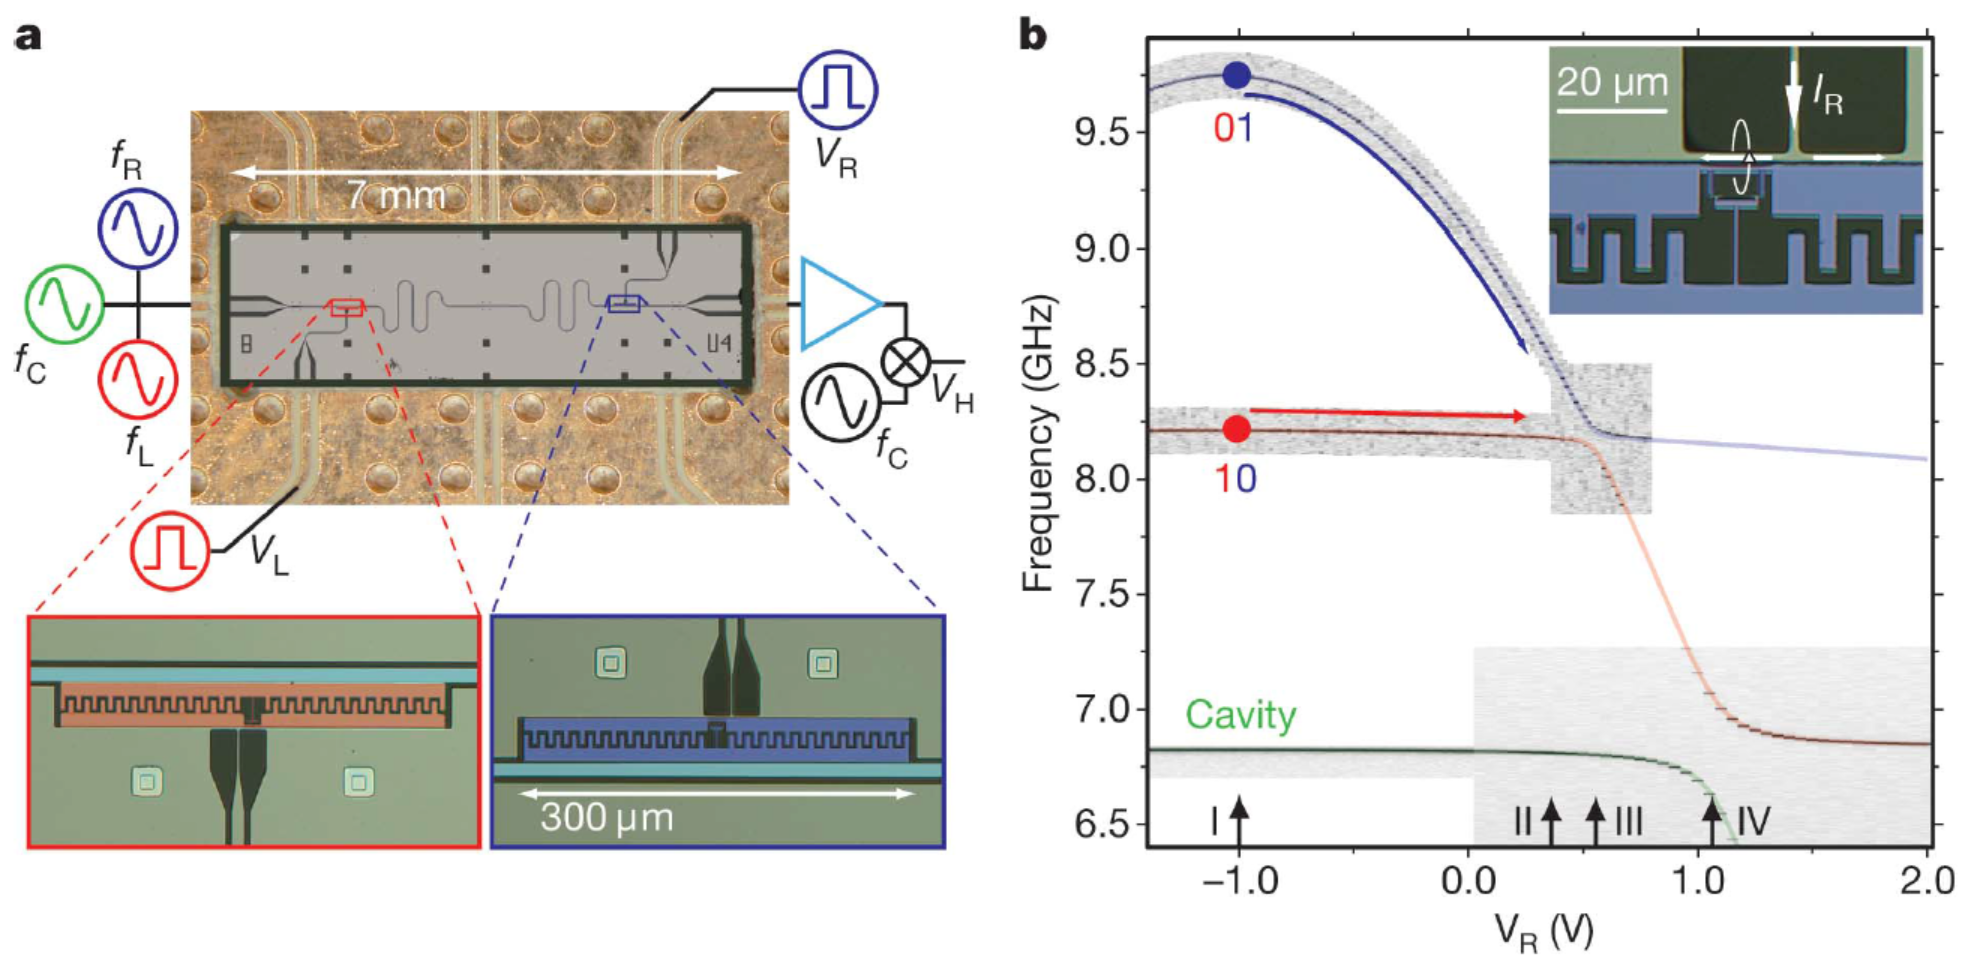 a
f_R
f_C
f_L
V_R
7 mm
8
U4
V_H
f_C
V_L
300 µm
b
Frequency (GHz)
9.5
9.0
8.5
8.0
7.5
7.0
6.5
01
10
20 µm
I_R
Cavity
I
II
III
IV
−1.0
0.0
1.0
2.0
V_R (V)